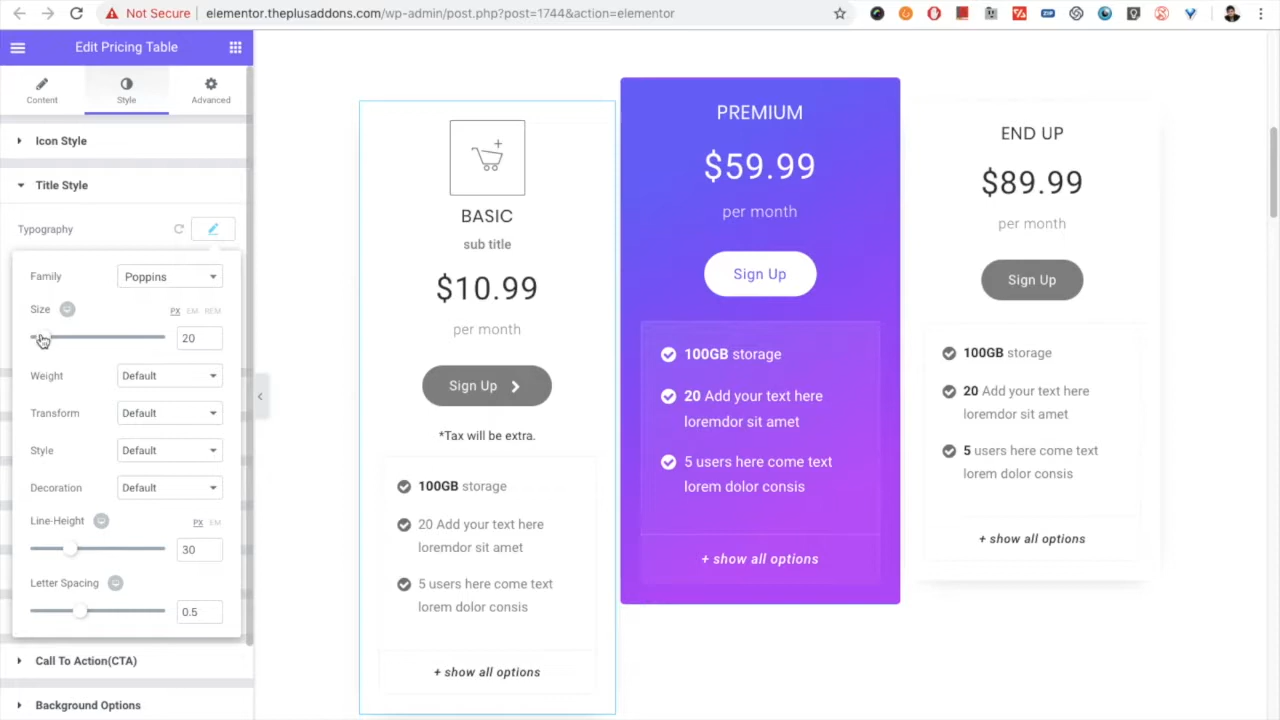 Not Secure elementor.theplusaddons.com/wp-admin/post.php?post=1744&action=elementor
Edit Pricing Table
Content
Style
Advanced
Icon Style
Title Style
Typography
Family
Poppins
Size
PX EM REM
20
Weight
Default
Transform
Default
Style
Default
Decoration
Default
Line-Height
PX EM
30
Letter Spacing
0.5
Call To Action(CTA)
Background Options
BASIC
sub title
$10.99
per month
Sign Up
*Tax will be extra.
100GB storage
20 Add your text here
loremdor sit amet
5 users here come text
lorem dolor consis
+ show all options
PREMIUM
$59.99
per month
Sign Up
100GB storage
20 Add your text here
loremdor sit amet
5 users here come text
lorem dolor consis
+ show all options
END UP
$89.99
per month
Sign Up
100GB storage
20 Add your text here
loremdor sit amet
5 users here come text
lorem dolor consis
+ show all options